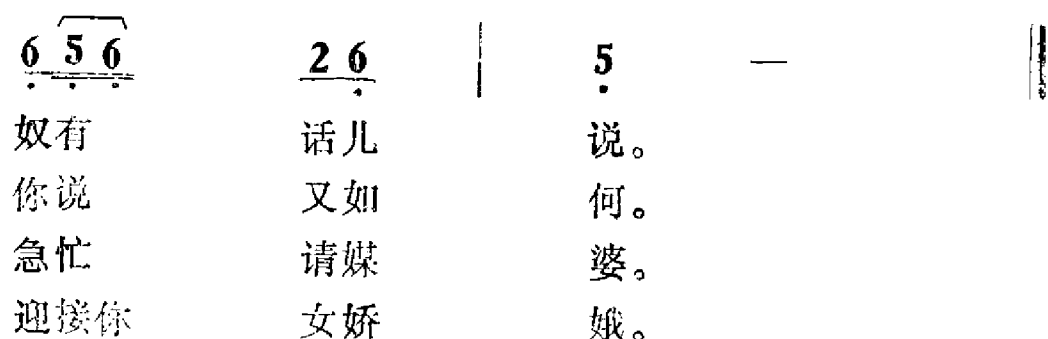 6 5 6 2 6 | 5 —
奴有 话儿 说。
你说 又如 何。
急忙 请媒 婆。
迎接你 女娇 娥。